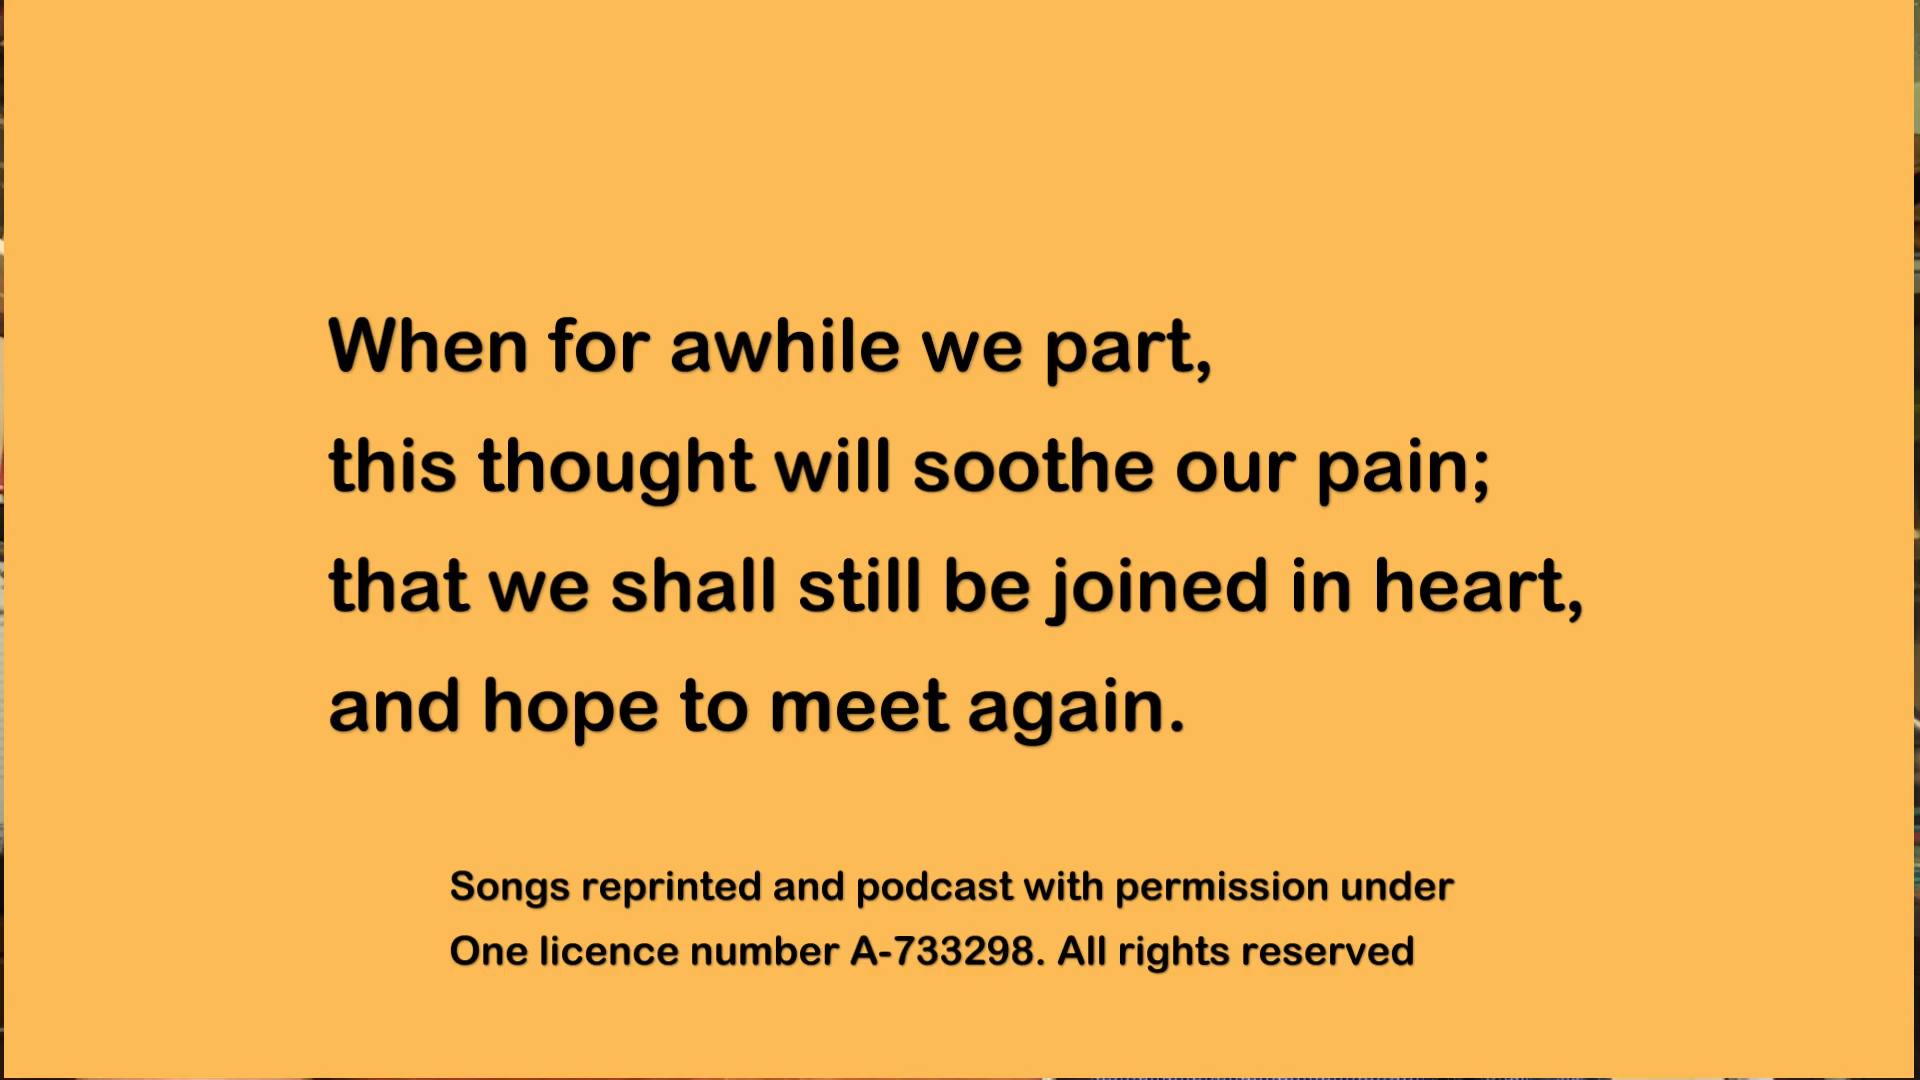 When for awhile we part,
this thought will soothe our pain;
that we shall still be joined in heart,
and hope to meet again.
Songs reprinted and podcast with permission under
One licence number A-733298. All rights reserved